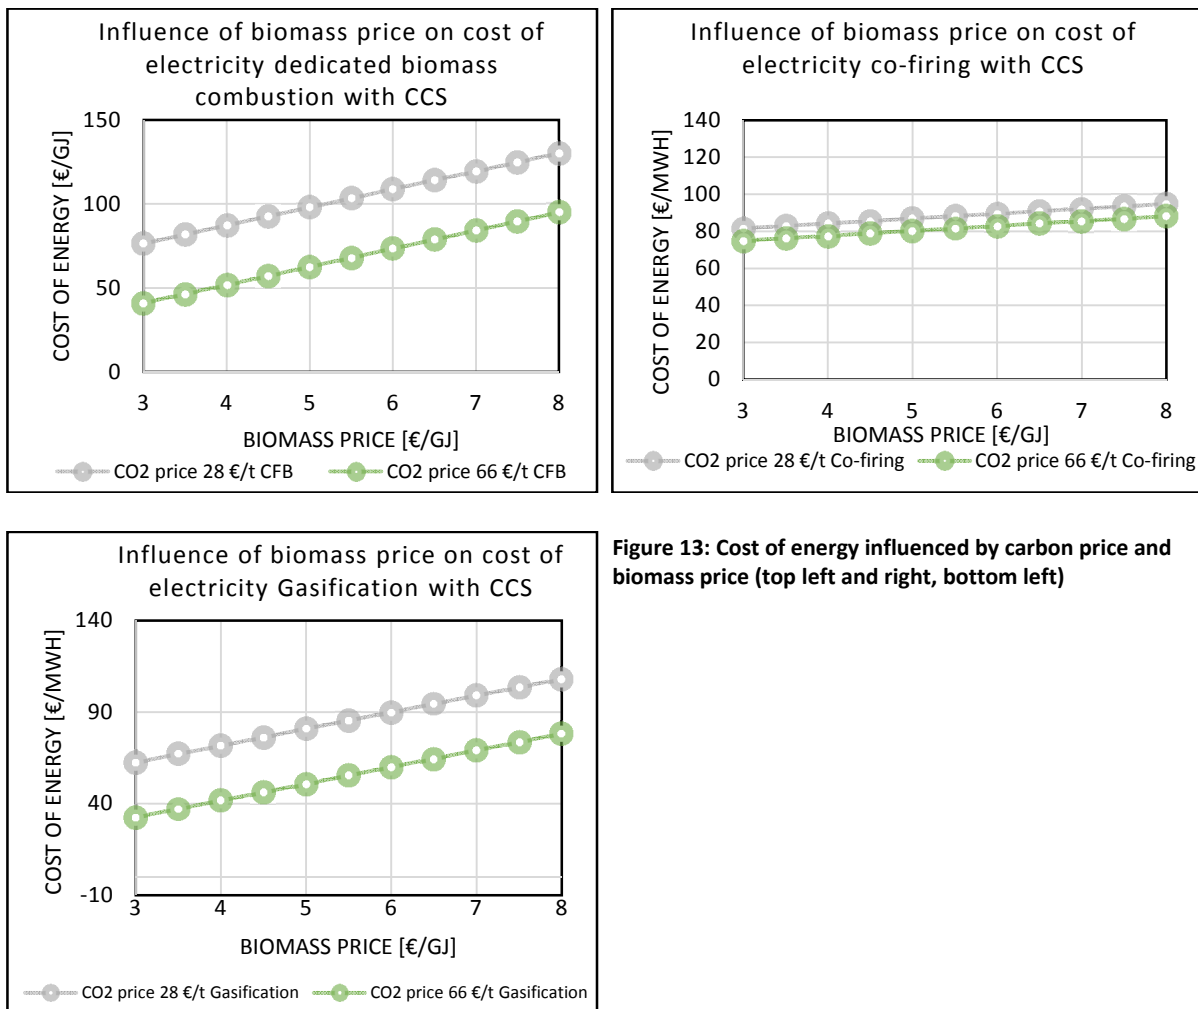 Influence of biomass price on cost of
electricity dedicated biomass
combustion with CCS
COST OF ENERGY [€/GJ]
150
100
50
0
3 4 5 6 7 8
BIOMASS PRICE [€/GJ]
CO2 price 28 €/t CFB CO2 price 66 €/t CFB
Influence of biomass price on cost of
electricity co-firing with CCS
COST OF ENERGY [€/MWH]
140
120
100
80
60
40
20
0
3 4 5 6 7 8
BIOMASS PRICE [€/GJ]
CO2 price 28 €/t Co-firing CO2 price 66 €/t Co-firing
Influence of biomass price on cost of
electricity Gasification with CCS
COST OF ENERGY [€/MWH]
140
90
40
-10
3 4 5 6 7 8
BIOMASS PRICE [€/GJ]
CO2 price 28 €/t Gasification CO2 price 66 €/t Gasification
Figure 13: Cost of energy influenced by carbon price and
biomass price (top left and right, bottom left)